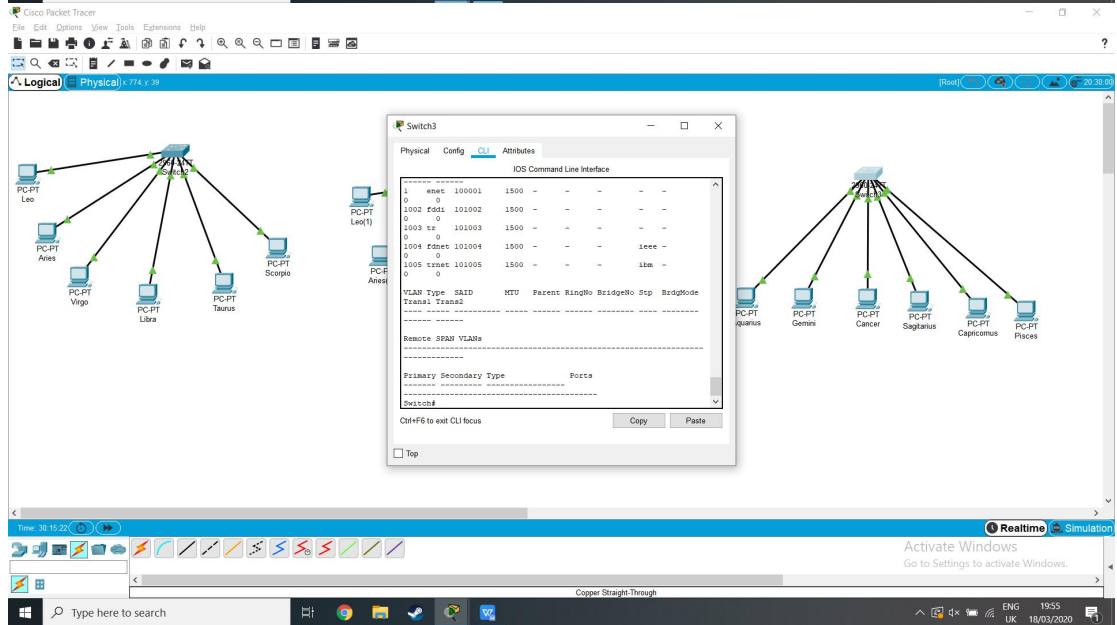 Cisco Packet Tracer
File Edit Options View Tools Extensions Help
?
Logical Physical x: 774, y: 39
[Root] 20:30:00
Switch2
PC-PT
Leo
PC-PT
Aries
PC-PT
Virgo
PC-PT
Libra
PC-PT
Taurus
PC-PT
Scorpio
PC-PT
Leo(1)
Switch3
Physical Config CLI Attributes
IOS Command Line Interface
------ ------
1 enet 100001 1500 - - - - -
0 0
1002 fddi 101002 1500 - - - - -
0 0
1003 tr 101003 1500 - - - - -
0 0
1004 fdnet 101004 1500 - - - ieee -
0 0
1005 trnet 101005 1500 - - - ibm -
0 0
VLAN Type SAID MTU Parent RingNo BridgeNo Stp BrdgMode
Trans1 Trans2
---- ----- ---------- ----- ------ ------ -------- ---- --------
------ ------
Remote SPAN VLANs
------------------------------------------------------------------
-------------
Primary Secondary Type Ports
------- --------- -----------------
------------------------------------------
Switch#
Ctrl+F6 to exit CLI focus
Copy Paste
Top
PC-PT
Gemini
PC-PT
Cancer
PC-PT
Sagitarius
PC-PT
Capricornus
PC-PT
Pisces
Time: 30:15:22
Realtime Simulation
Activate Windows
Go to Settings to activate Windows.
Copper Straight-Through
Type here to search
ENG
UK
19:55
18/03/2020